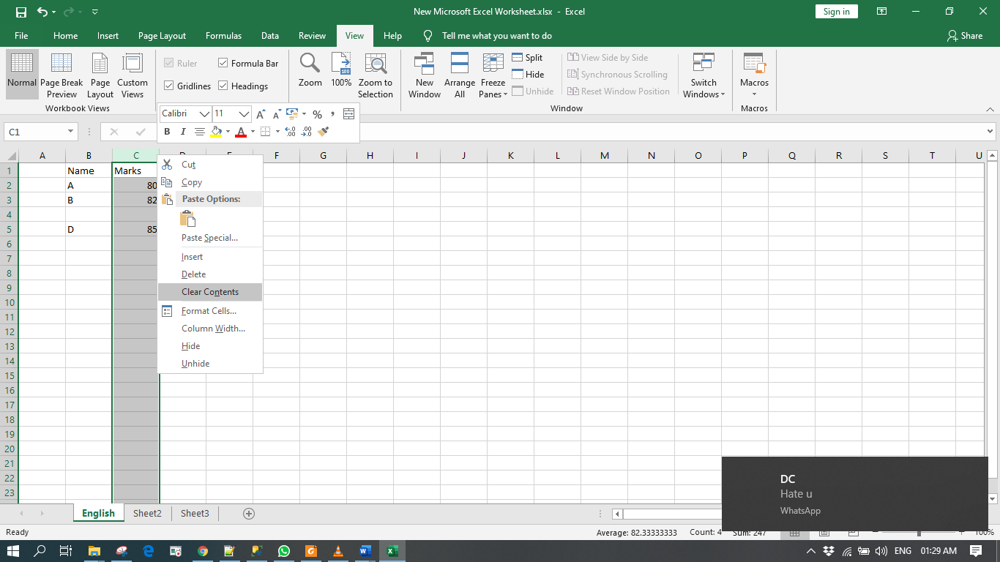 New Microsoft Excel Worksheet.xlsx - Excel
Sign in
File Home Insert Page Layout Formulas Data Review View Help Tell me what you want to do Share
Normal
Page Break Preview
Page Layout
Custom Views
Workbook Views
Ruler
Formula Bar
Gridlines
Headings
Zoom
100
100%
Zoom to Selection
New Window
Arrange All
Freeze Panes
Split
Hide
Unhide
View Side by Side
Synchronous Scrolling
Reset Window Position
Window
Switch Windows
Macros
Macros
Calibri 11 A A % ,
B I A .00 .00
C1
A B C D E F G H I J K L M N O P Q R S T U
1 Name Marks
2 A 80
3 B 82
4
5 D 85
6
7
8
9
10
11
12
13
14
15
16
17
18
19
20
21
22
23
Cut
Copy
Paste Options:
Paste Special...
Insert
Delete
Clear Contents
Format Cells...
Column Width...
Hide
Unhide
DC
Hate u
WhatsApp
English Sheet2 Sheet3
Ready Average: 82.33333333 Count: 4 Sum: 247 100%
ENG 01:29 AM